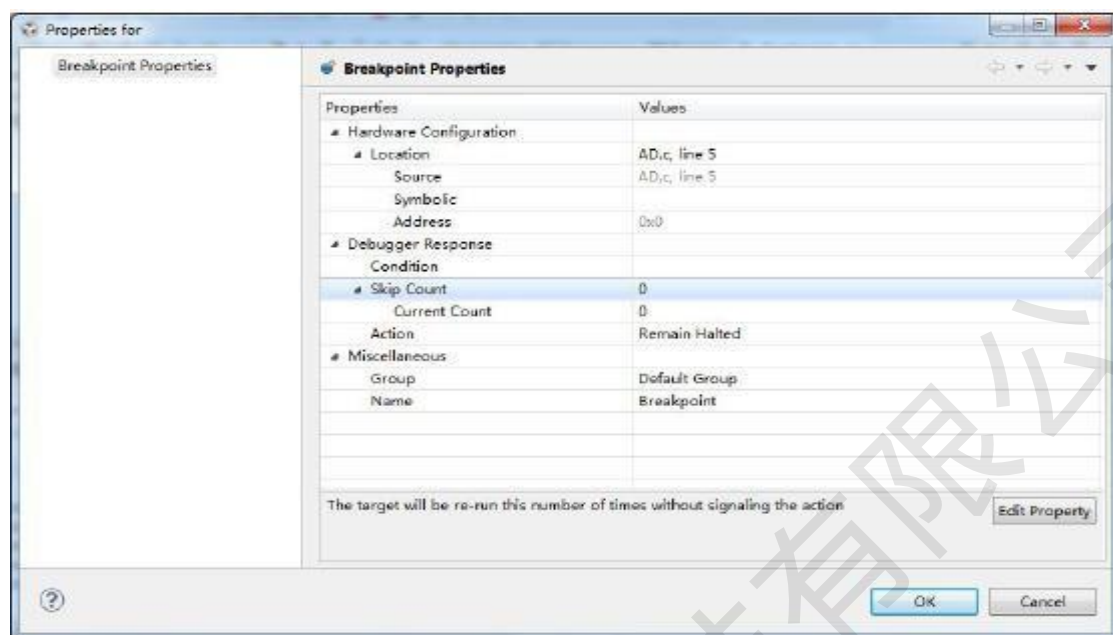 Properties for
Breakpoint Properties
Breakpoint Properties
Properties Values
Hardware Configuration
Location AD.c, line 5
Source AD.c, line 5
Symbolic
Address 0x0
Debugger Response
Condition
Skip Count 0
Current Count 0
Action Remain Halted
Miscellaneous
Group Default Group
Name Breakpoint
The target will be re-run this number of times without signaling the action
Edit Property
OK Cancel
有限公